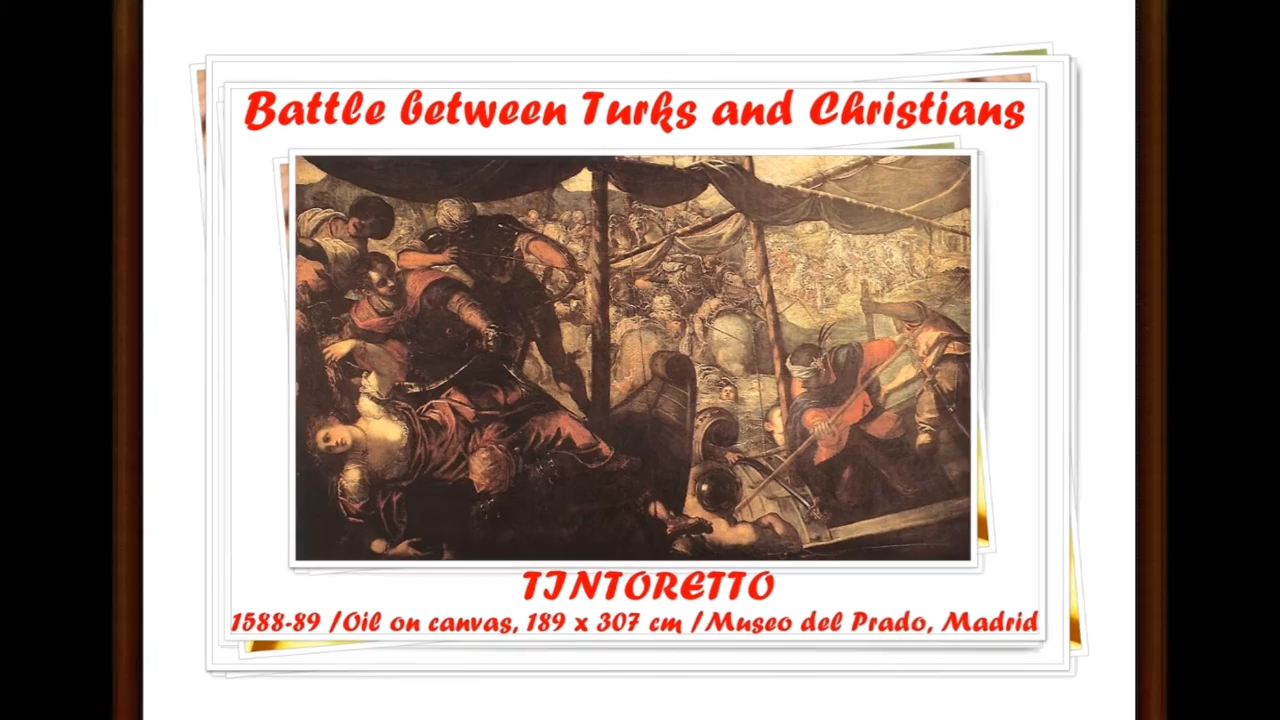 Battle between Turks and Christians
TINTORETTO
1588-89 /Oil on canvas, 189 x 307 cm /Museo del Prado, Madrid